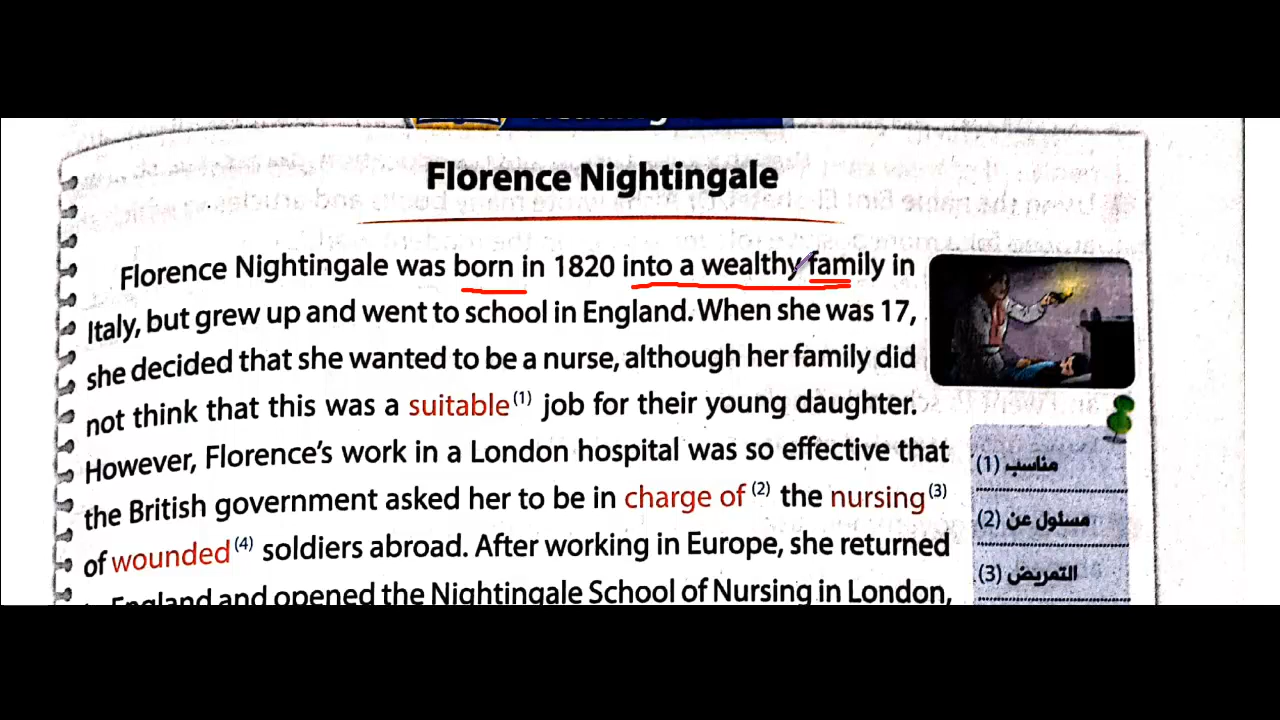 Florence Nightingale
Florence Nightingale was born in 1820 into a wealthy family in
Italy, but grew up and went to school in England. When she was 17,
she decided that she wanted to be a nurse, although her family did
not think that this was a suitable(1) job for their young daughter.
However, Florence's work in a London hospital was so effective that
the British government asked her to be in charge of(2) the nursing(3)
of wounded(4) soldiers abroad. After working in Europe, she returned
England and opened the Nightingale School of Nursing in London,
(1) مناسب
(2) مسئول عن
(3) التمريض